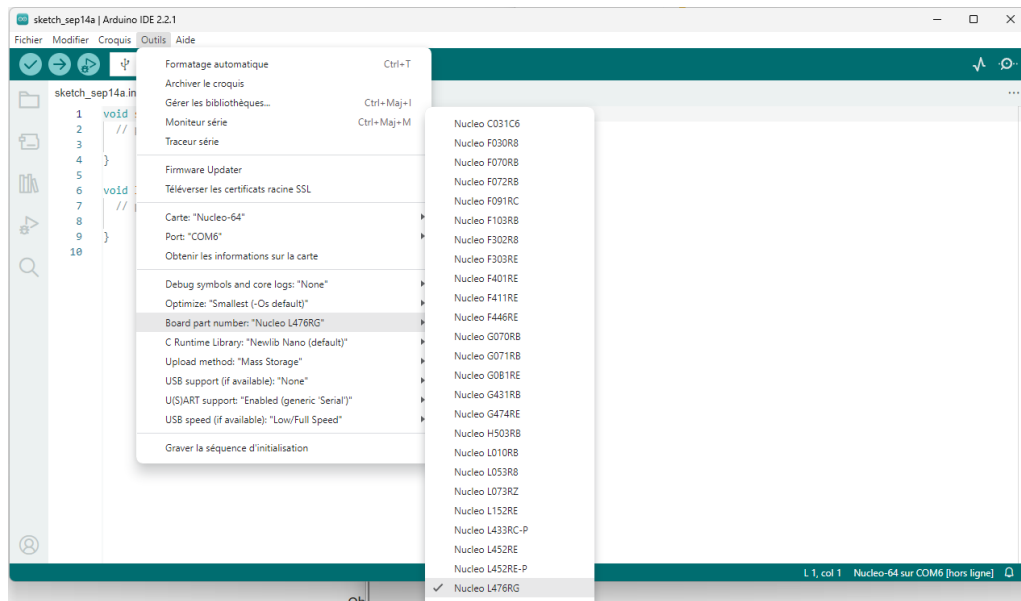 sketch_sep14a | Arduino IDE 2.2.1
Fichier Modifier Croquis Outils Aide
sketch_sep14a.in
1 void
2 //
3
4 }
5
6 void
7 //
8
9 }
10
Formatage automatique Ctrl+T
Archiver le croquis
Gérer les bibliothèques... Ctrl+Maj+I
Moniteur série Ctrl+Maj+M
Traceur série
Firmware Updater
Téléverser les certificats racine SSL
Carte: "Nucleo-64"
Port: "COM6"
Obtenir les informations sur la carte
Debug symbols and core logs: "None"
Optimize: "Smallest (-Os default)"
Board part number: "Nucleo L476RG"
C Runtime Library: "Newlib Nano (default)"
Upload method: "Mass Storage"
USB support (if available): "None"
U(S)ART support: "Enabled (generic 'Serial')"
USB speed (if available): "Low/Full Speed"
Graver la séquence d'initialisation
Nucleo C031C6
Nucleo F030R8
Nucleo F070RB
Nucleo F072RB
Nucleo F091RC
Nucleo F103RB
Nucleo F302R8
Nucleo F303RE
Nucleo F401RE
Nucleo F411RE
Nucleo F446RE
Nucleo G070RB
Nucleo G071RB
Nucleo G0B1RE
Nucleo G431RB
Nucleo G474RE
Nucleo H503RB
Nucleo L010RB
Nucleo L053R8
Nucleo L073RZ
Nucleo L152RE
Nucleo L433RC-P
Nucleo L452RE
Nucleo L452RE-P
Nucleo L476RG
L 1, col 1 Nucleo-64 sur COM6 [hors ligne]